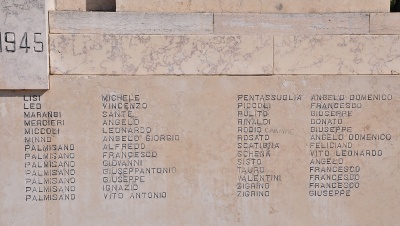 1945
LISI MICHELE
LEO VINCENZO
MARANGI SANTE
MERCIERI ANGELO
MICCOLI LEONARDO
MINNO ANGELO GIORGIO
PALMISANO ALFREDO
PALMISANO FRANCESCO
PALMISANO GIOVANNI
PALMISANO GIUSEPPANTONIO
PALMISANO GIUSEPPE
PALMISANO IGNAZIO
PALMISANO VITO ANTONIO
PENTASSUGLIA ANGELO DOMENICO
PICCOLI FRANCESCO
PULITO GIUSEPPE
RINALDI DONATO
RODIO GIUSEPPE
ROSATO ANGELO DOMENICO
SCATIGNA FELICIANO
SCHENA VITO LEONARDO
SISTO ANGELO
TAURO FRANCESCO
VALENTINI FRANCESCO
ZIGRINO FRANCESCO
ZIGRINO GIUSEPPE